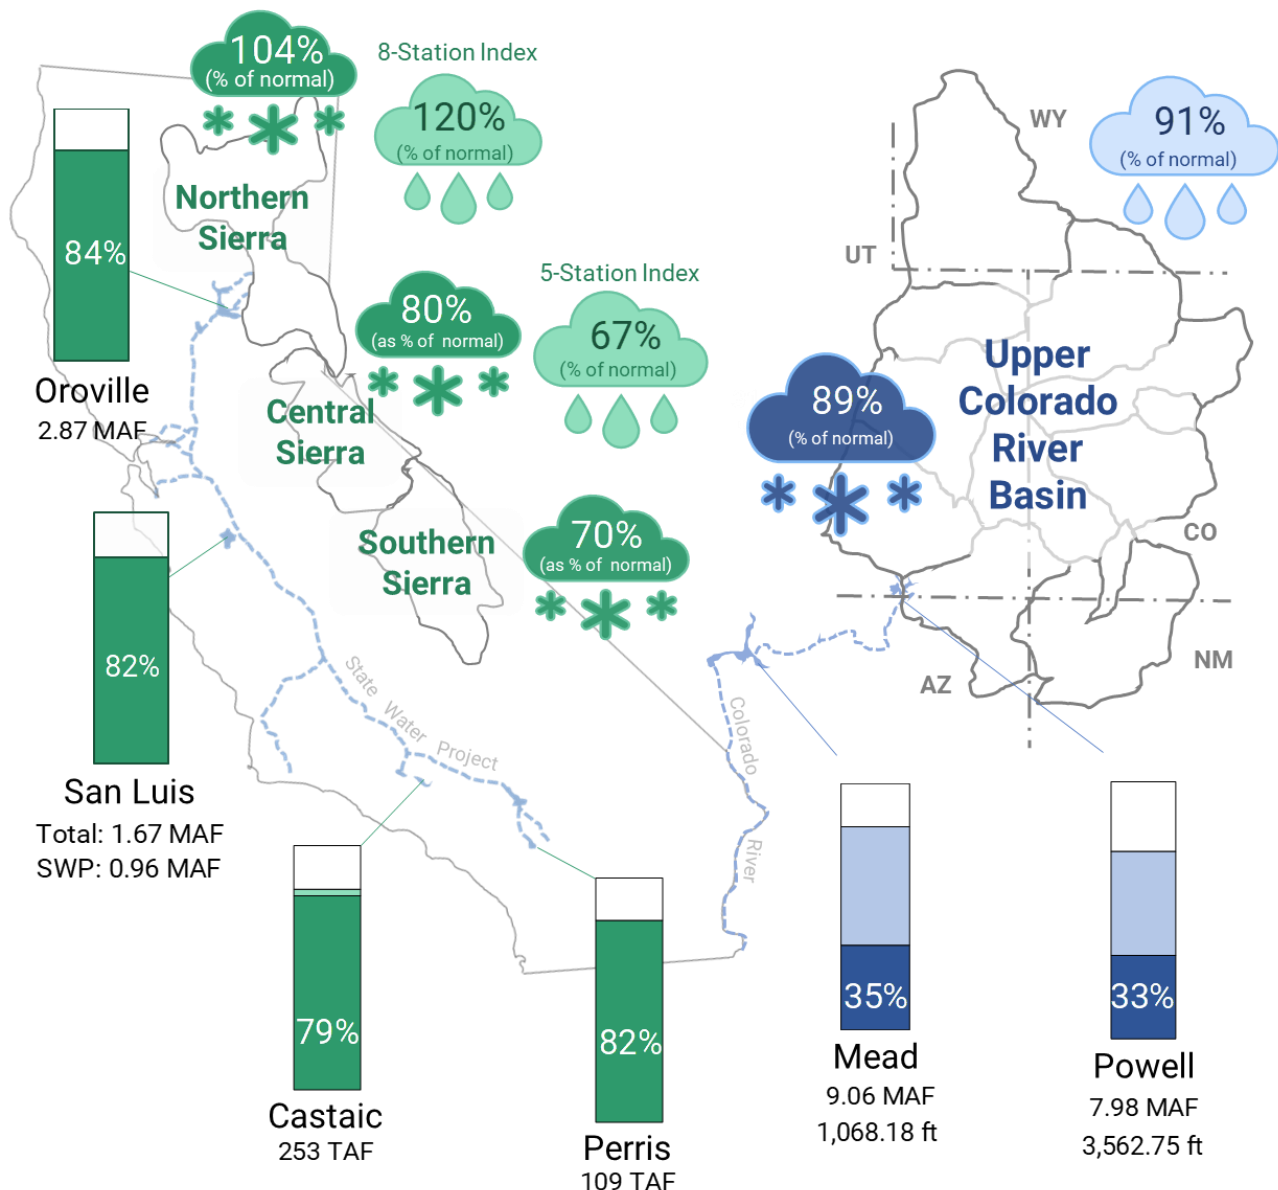 104%
(% of normal)
8-Station Index
120%
(% of normal)
Northern
Sierra
84%
Oroville
2.87 MAF
80%
(as % of normal)
5-Station Index
67%
(% of normal)
Central
Sierra
82%
San Luis
Total: 1.67 MAF
SWP: 0.96 MAF
70%
(as % of normal)
Southern
Sierra
State Water Project
79%
Castaic
253 TAF
82%
Perris
109 TAF
Colorado River
WY
91%
(% of normal)
UT
Upper
Colorado
River
Basin
89%
(% of normal)
CO
NM
AZ
35%
Mead
9.06 MAF
1,068.18 ft
33%
Powell
7.98 MAF
3,562.75 ft